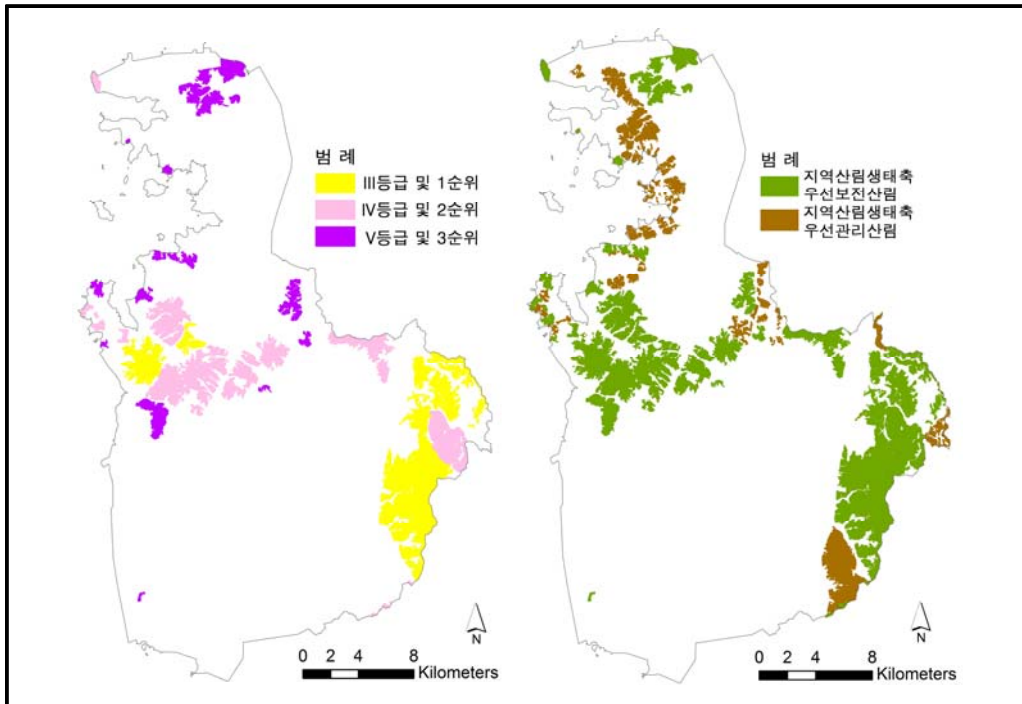 범 례
III등급 및 1순위
IV등급 및 2순위
V등급 및 3순위
N
0 2 4 8
Kilometers
범 례
지역산림생태축
우선보전산림
지역산림생태축
우선관리산림
N
0 2 4 8
Kilometers